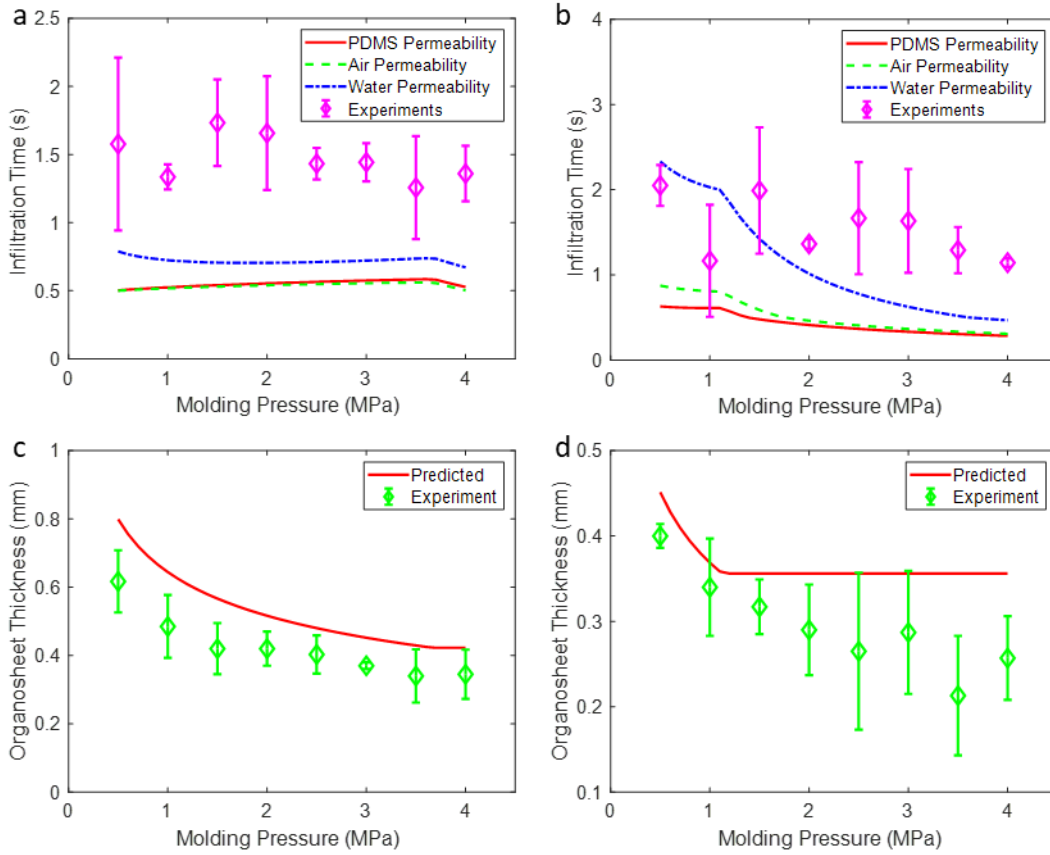 a
2.5
2
1.5
1
0.5
0
Infiltration Time (s)
PDMS Permeability
Air Permeability
Water Permeability
Experiments
0 1 2 3 4
Molding Pressure (MPa)
b
4
3
2
1
0
Infiltration Time (s)
PDMS Permeability
Air Permeability
Water Permeability
Experiments
0 1 2 3 4
Molding Pressure (MPa)
c
1
0.8
0.6
0.4
0.2
0
Organosheet Thickness (mm)
Predicted
Experiment
0 1 2 3 4
Molding Pressure (MPa)
d
0.5
0.4
0.3
0.2
0.1
Organosheet Thickness (mm)
Predicted
Experiment
0 1 2 3 4
Molding Pressure (MPa)